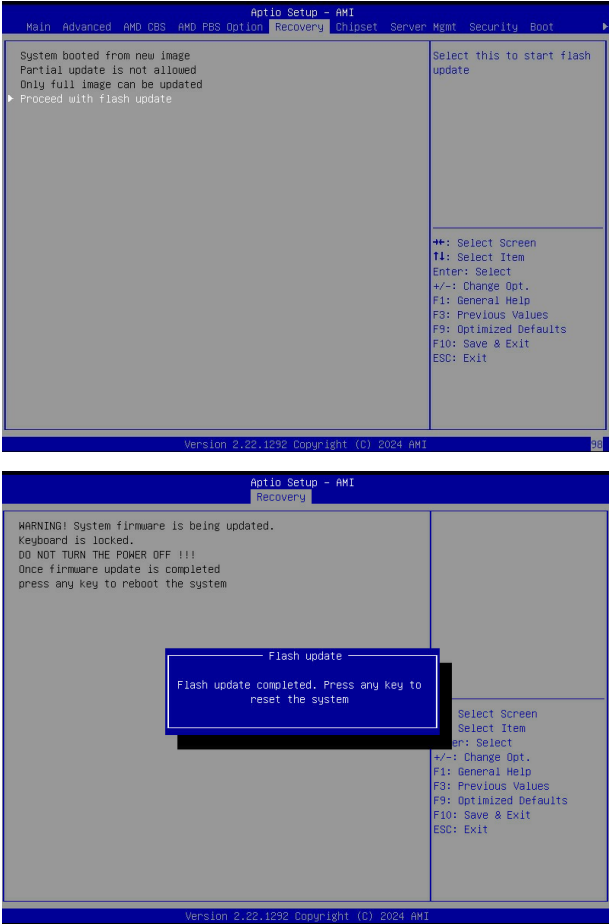 Aptio Setup – AMI
Main Advanced AMD CBS AMD PBS Option Recovery Chipset Server Mgmt Security Boot
System booted from new image
Partial update is not allowed
Only full image can be updated
Proceed with flash update
Select this to start flash
update
: Select Screen
↑↓: Select Item
Enter: Select
+/-: Change Opt.
F1: General Help
F3: Previous Values
F9: Optimized Defaults
F10: Save & Exit
ESC: Exit
Version 2.22.1292 Copyright (C) 2024 AMI
98
Aptio Setup – AMI
Recovery
WARNING! System firmware is being updated.
Keyboard is locked.
DO NOT TURN THE POWER OFF !!!
Once firmware update is completed
press any key to reboot the system
Flash update
Flash update completed. Press any key to
reset the system
Select Screen
Select Item
er: Select
+/-: Change Opt.
F1: General Help
F3: Previous Values
F9: Optimized Defaults
F10: Save & Exit
ESC: Exit
Version 2.22.1292 Copyright (C) 2024 AMI